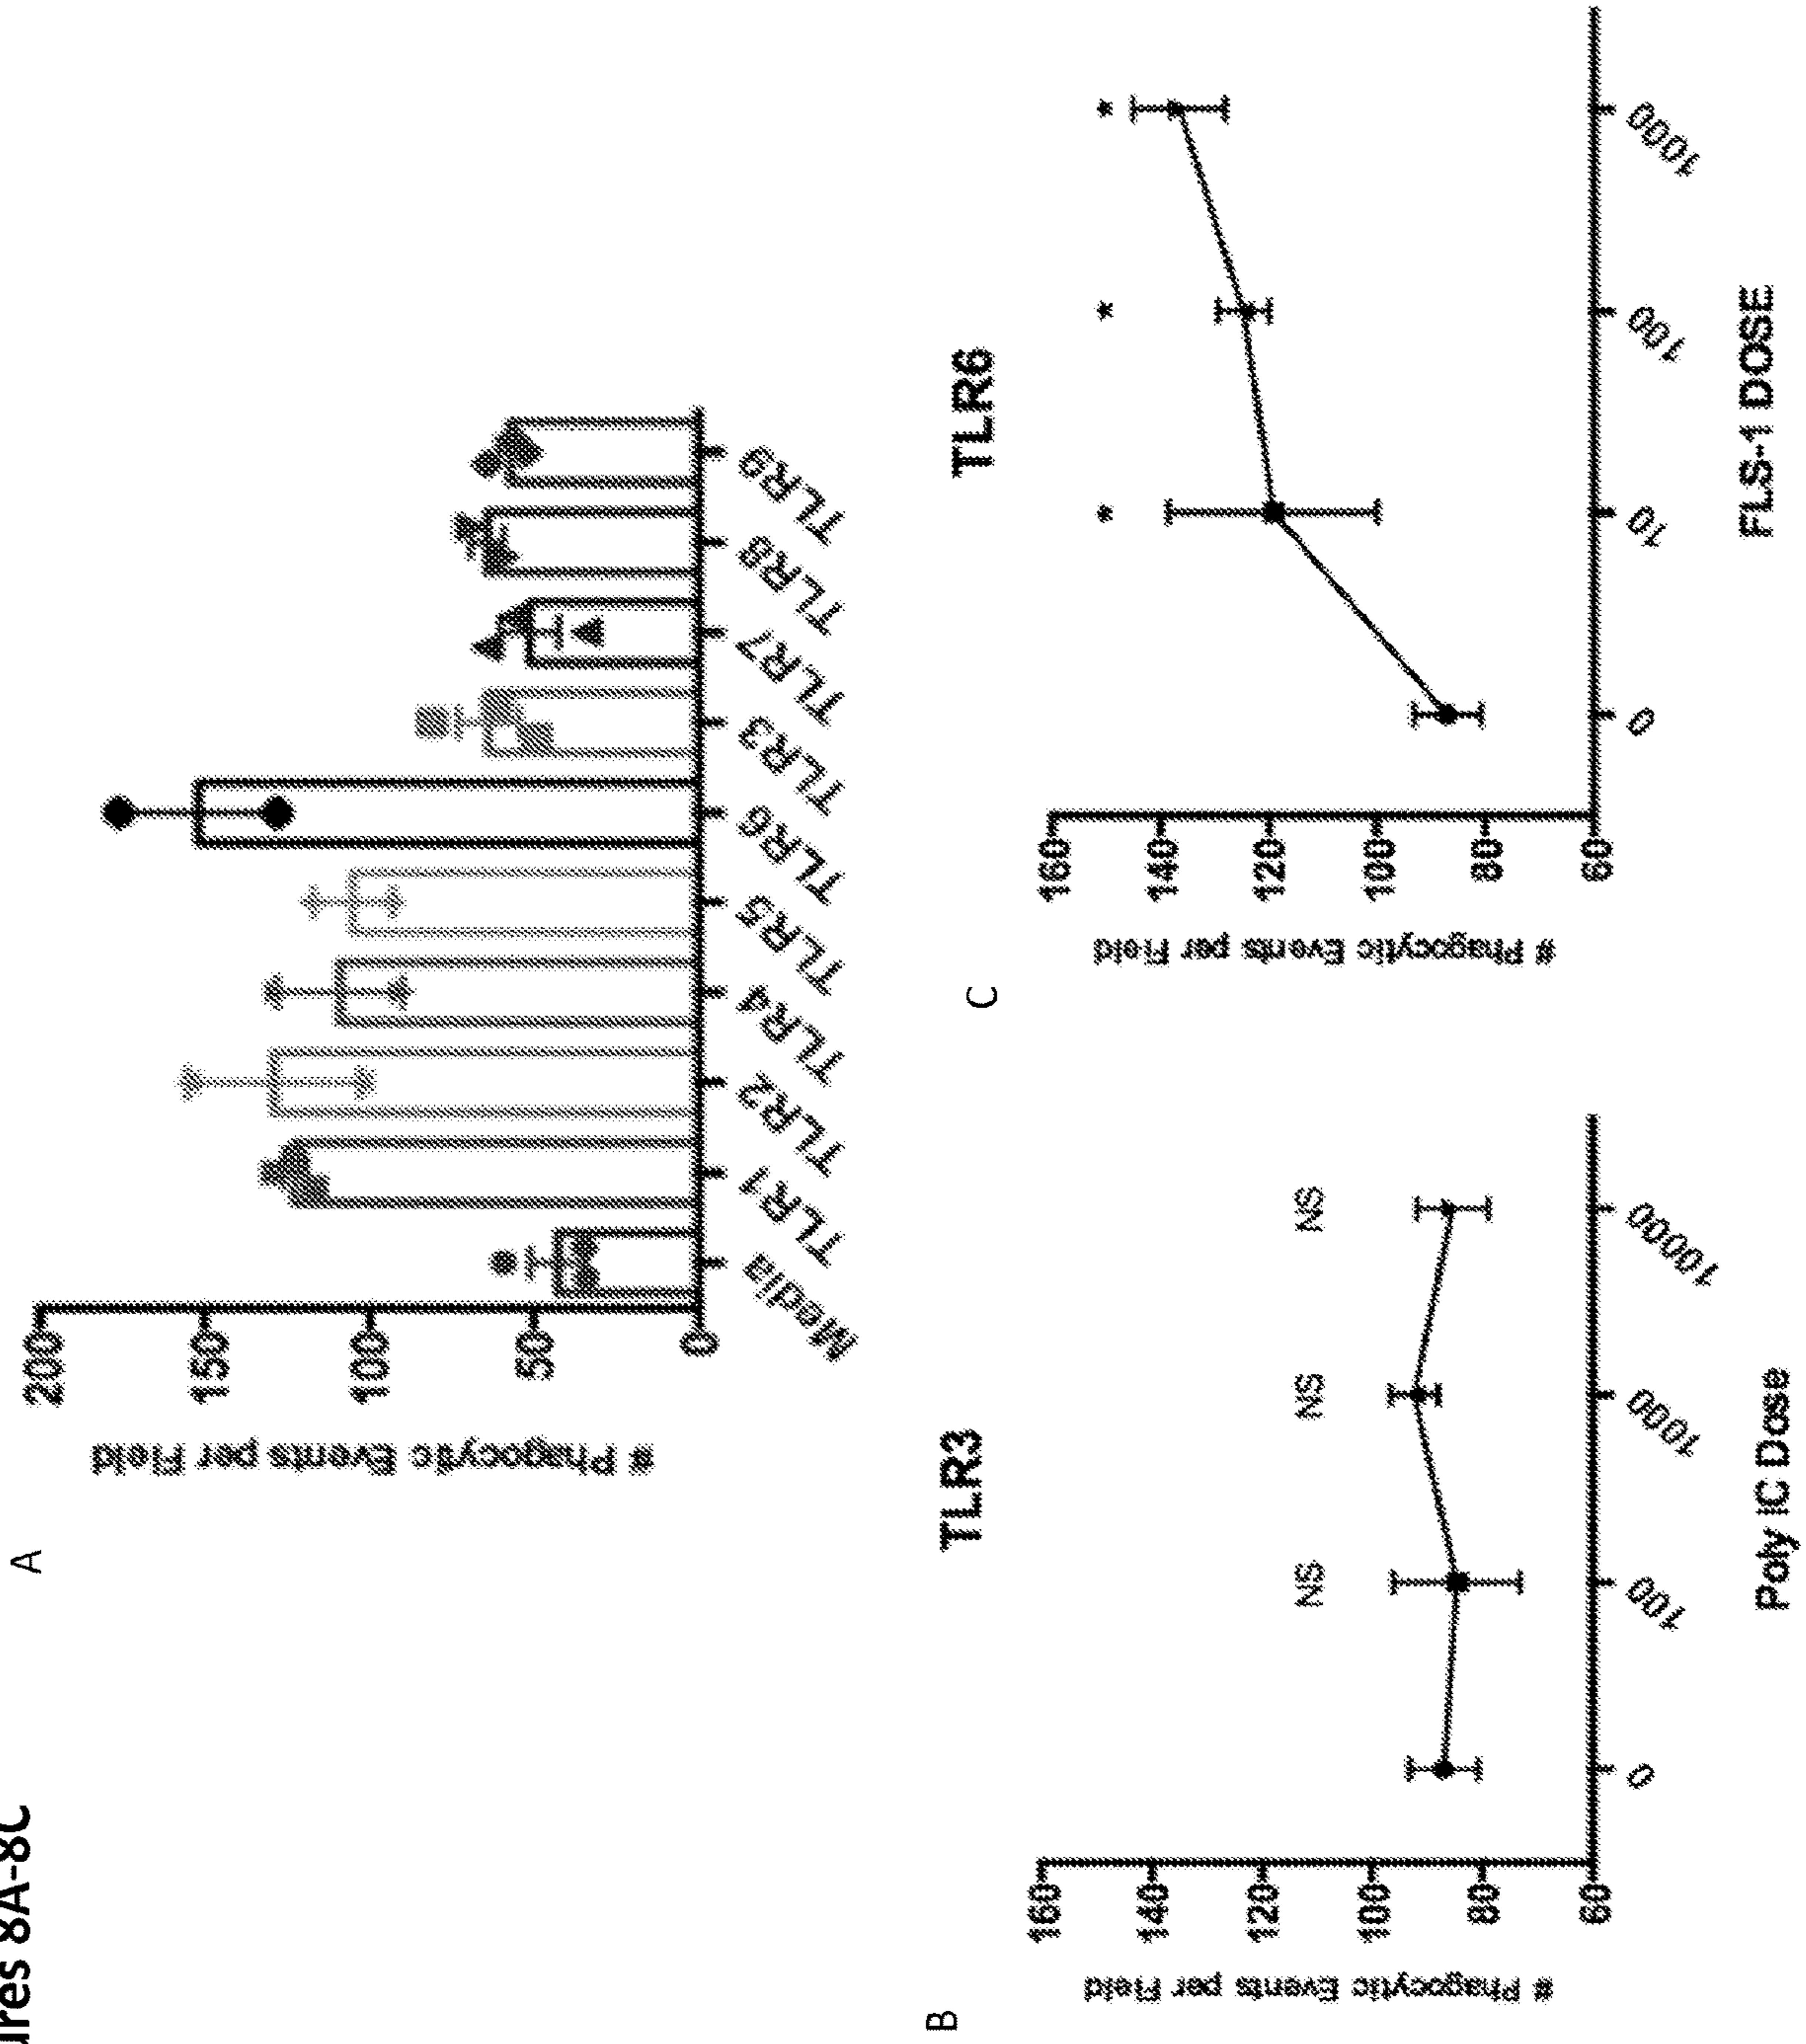 ures 8A-8C
A
# Phagocytic Events per Field
200
150
100
50
0
Media
TLR1
TLR2
TLR4
TLR5
TLR6
TLR3
TLR7
TLR8
TLR9
B
TLR3
# Phagocytic Events per Field
160
140
120
100
80
60
NS
NS
NS
0
100
1000
10000
Poly IC Dose
C
TLR6
# Phagocytic Events per Field
160
140
120
100
80
60
*
*
*
0
10
100
1000
FLS-1 DOSE